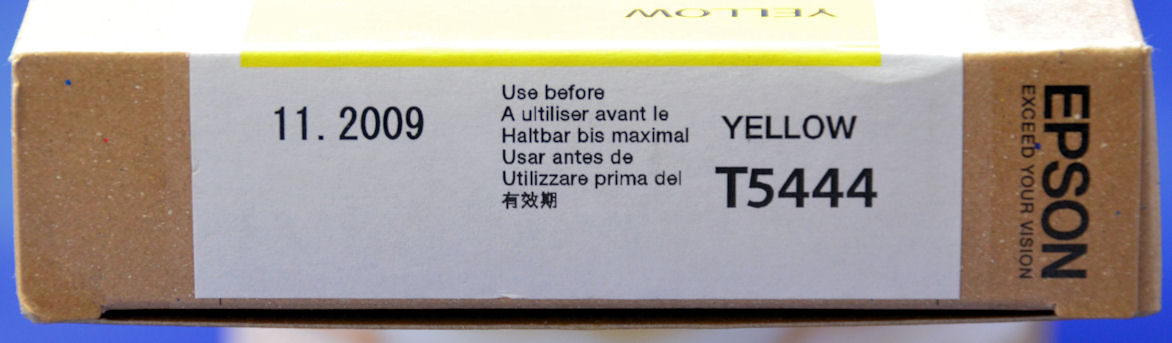 YELLOW
11.2009
Use before
A ultiliser avant le
Haltbar bis maximal
Usar antes de
Utilizzare prima del
有效期
YELLOW
T5444
EPSON
EXCEED YOUR VISION